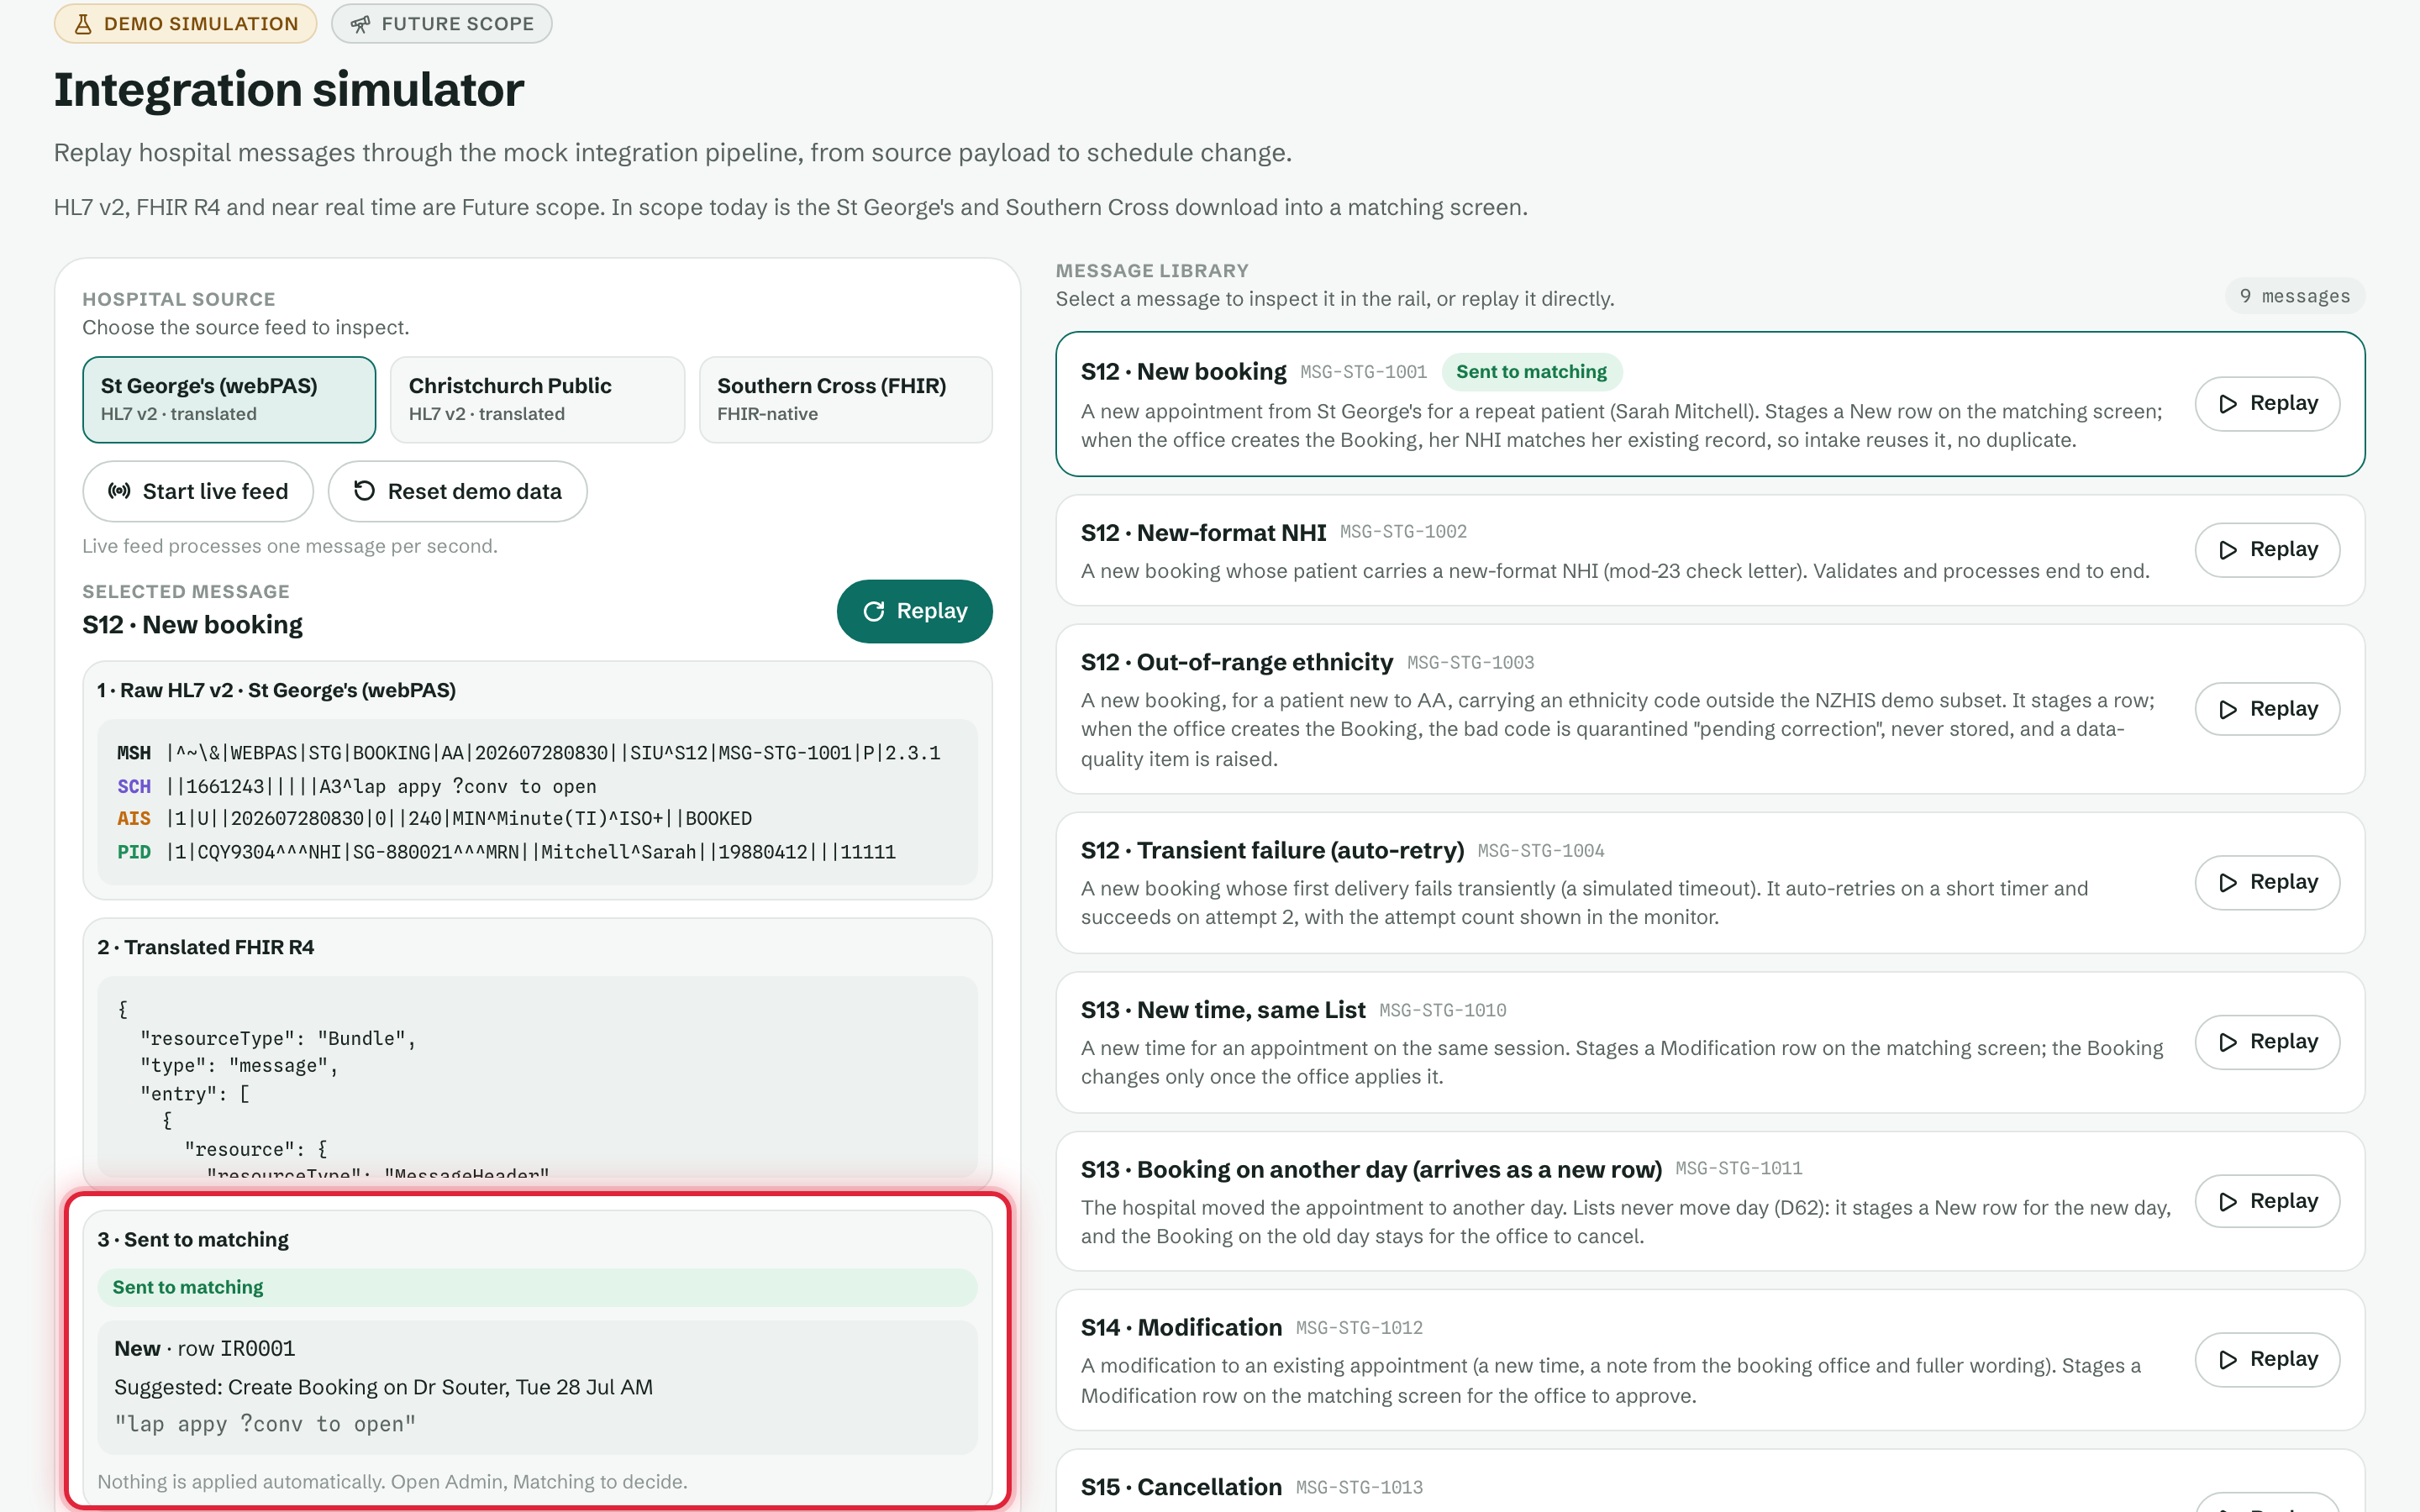 DEMO SIMULATION
FUTURE SCOPE
Integration simulator
Replay hospital messages through the mock integration pipeline, from source payload to schedule change.
HL7 v2, FHIR R4 and near real time are Future scope. In scope today is the St George's and Southern Cross download into a matching screen.
HOSPITAL SOURCE
Choose the source feed to inspect.
St George's (webPAS)
HL7 v2 · translated
Christchurch Public
HL7 v2 · translated
Southern Cross (FHIR)
FHIR-native
Start live feed
Reset demo data
Live feed processes one message per second.
SELECTED MESSAGE
S12 · New booking
Replay
1 · Raw HL7 v2 · St George's (webPAS)
MSH |^~\&|WEBPAS|STG|BOOKING|AA|202607280830||SIU^S12|MSG-STG-1001|P|2.3.1
SCH ||1661243|||||A3^lap appy ?conv to open
AIS |1|U||202607280830|0||240|MIN^Minute(TI)^ISO+||BOOKED
PID |1|CQY9304^^^NHI|SG-880021^^^MRN||Mitchell^Sarah||19880412|||11111
2 · Translated FHIR R4
{
"resourceType": "Bundle",
"type": "message",
"entry": [
{
"resource": {
"resourceType": "MessageHeader"
3 · Sent to matching
Sent to matching
New · row IR0001
Suggested: Create Booking on Dr Souter, Tue 28 Jul AM
"lap appy ?conv to open"
Nothing is applied automatically. Open Admin, Matching to decide.
MESSAGE LIBRARY
Select a message to inspect it in the rail, or replay it directly.
9 messages
S12 · New booking MSG-STG-1001 Sent to matching
A new appointment from St George's for a repeat patient (Sarah Mitchell). Stages a New row on the matching screen;
when the office creates the Booking, her NHI matches her existing record, so intake reuses it, no duplicate.
Replay
S12 · New-format NHI MSG-STG-1002
A new booking whose patient carries a new-format NHI (mod-23 check letter). Validates and processes end to end.
Replay
S12 · Out-of-range ethnicity MSG-STG-1003
A new booking, for a patient new to AA, carrying an ethnicity code outside the NZHIS demo subset. It stages a row;
when the office creates the Booking, the bad code is quarantined "pending correction", never stored, and a data-
quality item is raised.
Replay
S12 · Transient failure (auto-retry) MSG-STG-1004
A new booking whose first delivery fails transiently (a simulated timeout). It auto-retries on a short timer and
succeeds on attempt 2, with the attempt count shown in the monitor.
Replay
S13 · New time, same List MSG-STG-1010
A new time for an appointment on the same session. Stages a Modification row on the matching screen; the Booking
changes only once the office applies it.
Replay
S13 · Booking on another day (arrives as a new row) MSG-STG-1011
The hospital moved the appointment to another day. Lists never move day (D62): it stages a New row for the new day,
and the Booking on the old day stays for the office to cancel.
Replay
S14 · Modification MSG-STG-1012
A modification to an existing appointment (a new time, a note from the booking office and fuller wording). Stages a
Modification row on the matching screen for the office to approve.
Replay
S15 · Cancellation MSG-STG-1013